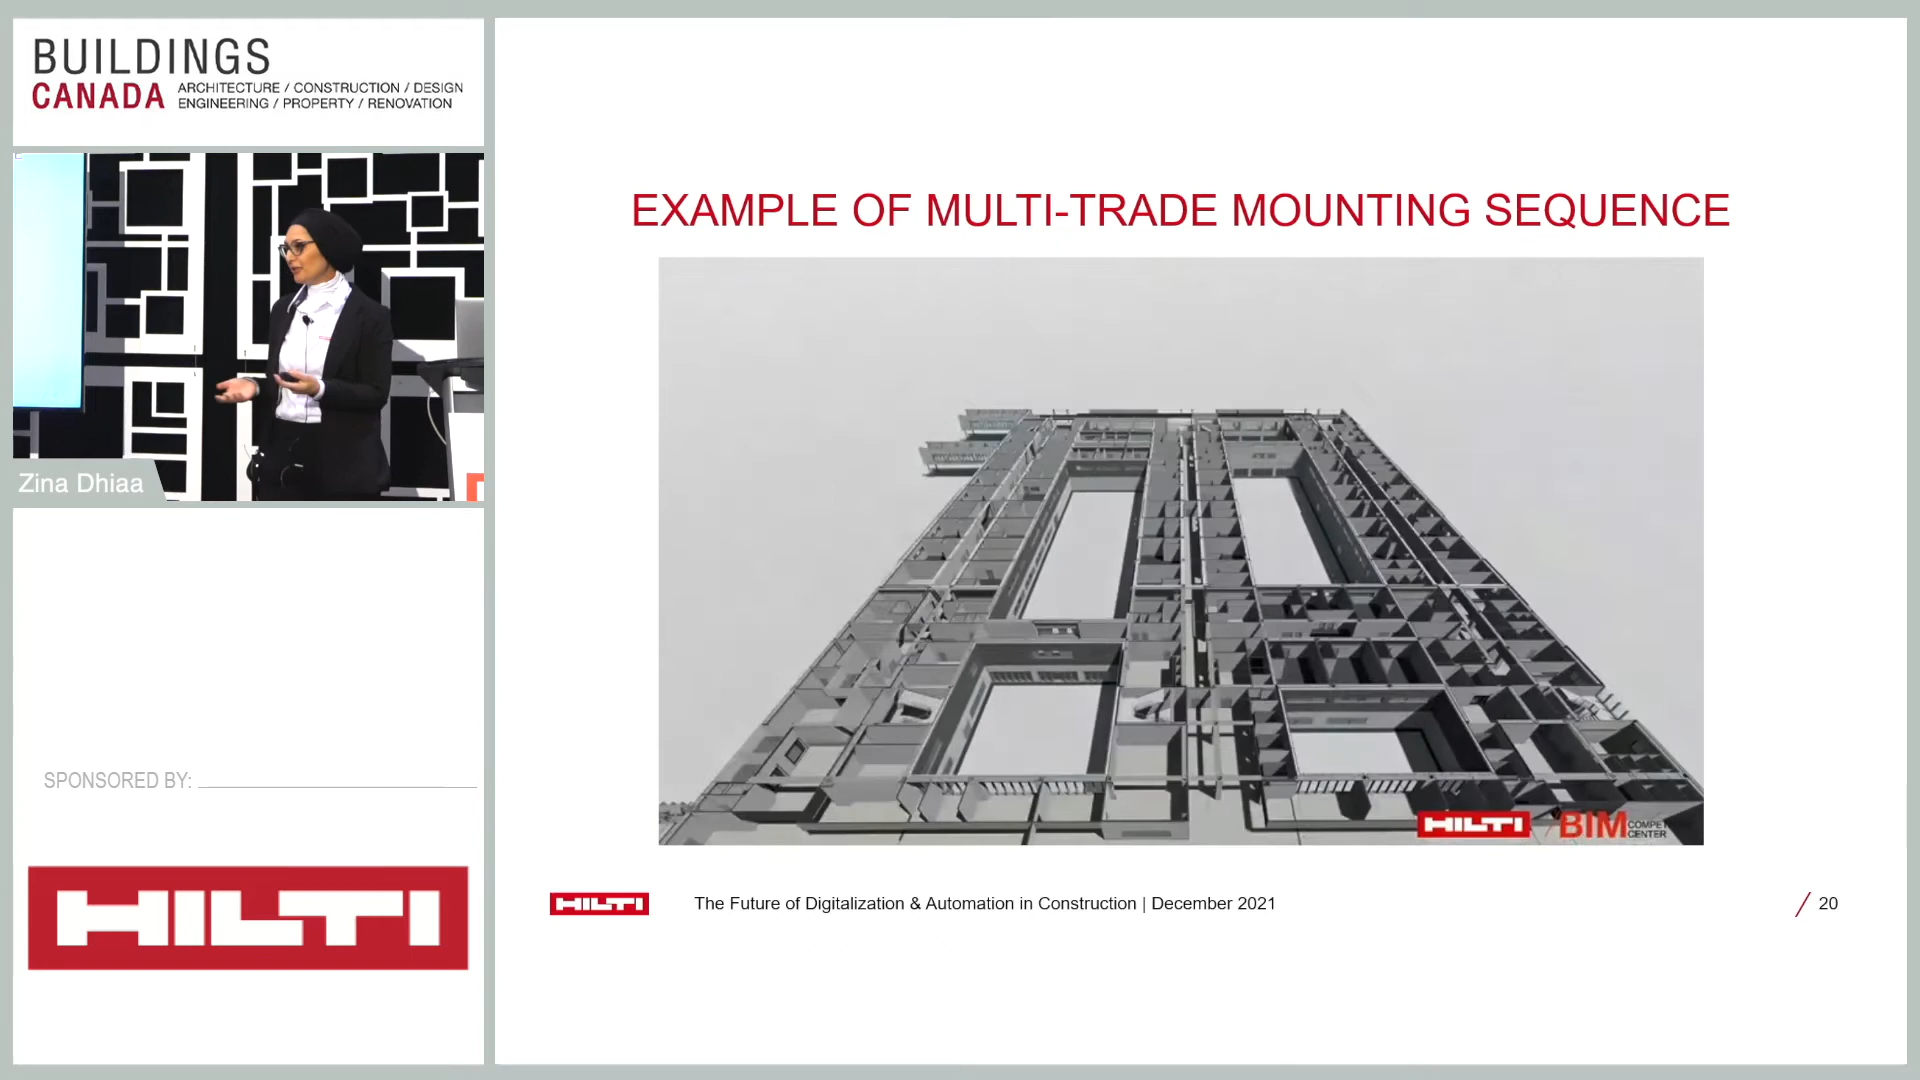 BUILDINGS
CANADA
ARCHITECTURE / CONSTRUCTION / DESIGN
ENGINEERING / PROPERTY / RENOVATION
Zina Dhiaa
SPONSORED BY:
HILTI
EXAMPLE OF MULTI-TRADE MOUNTING SEQUENCE
HILTI
BIM
CENTER
HILTI
The Future of Digitalization & Automation in Construction | December 2021
/ 20